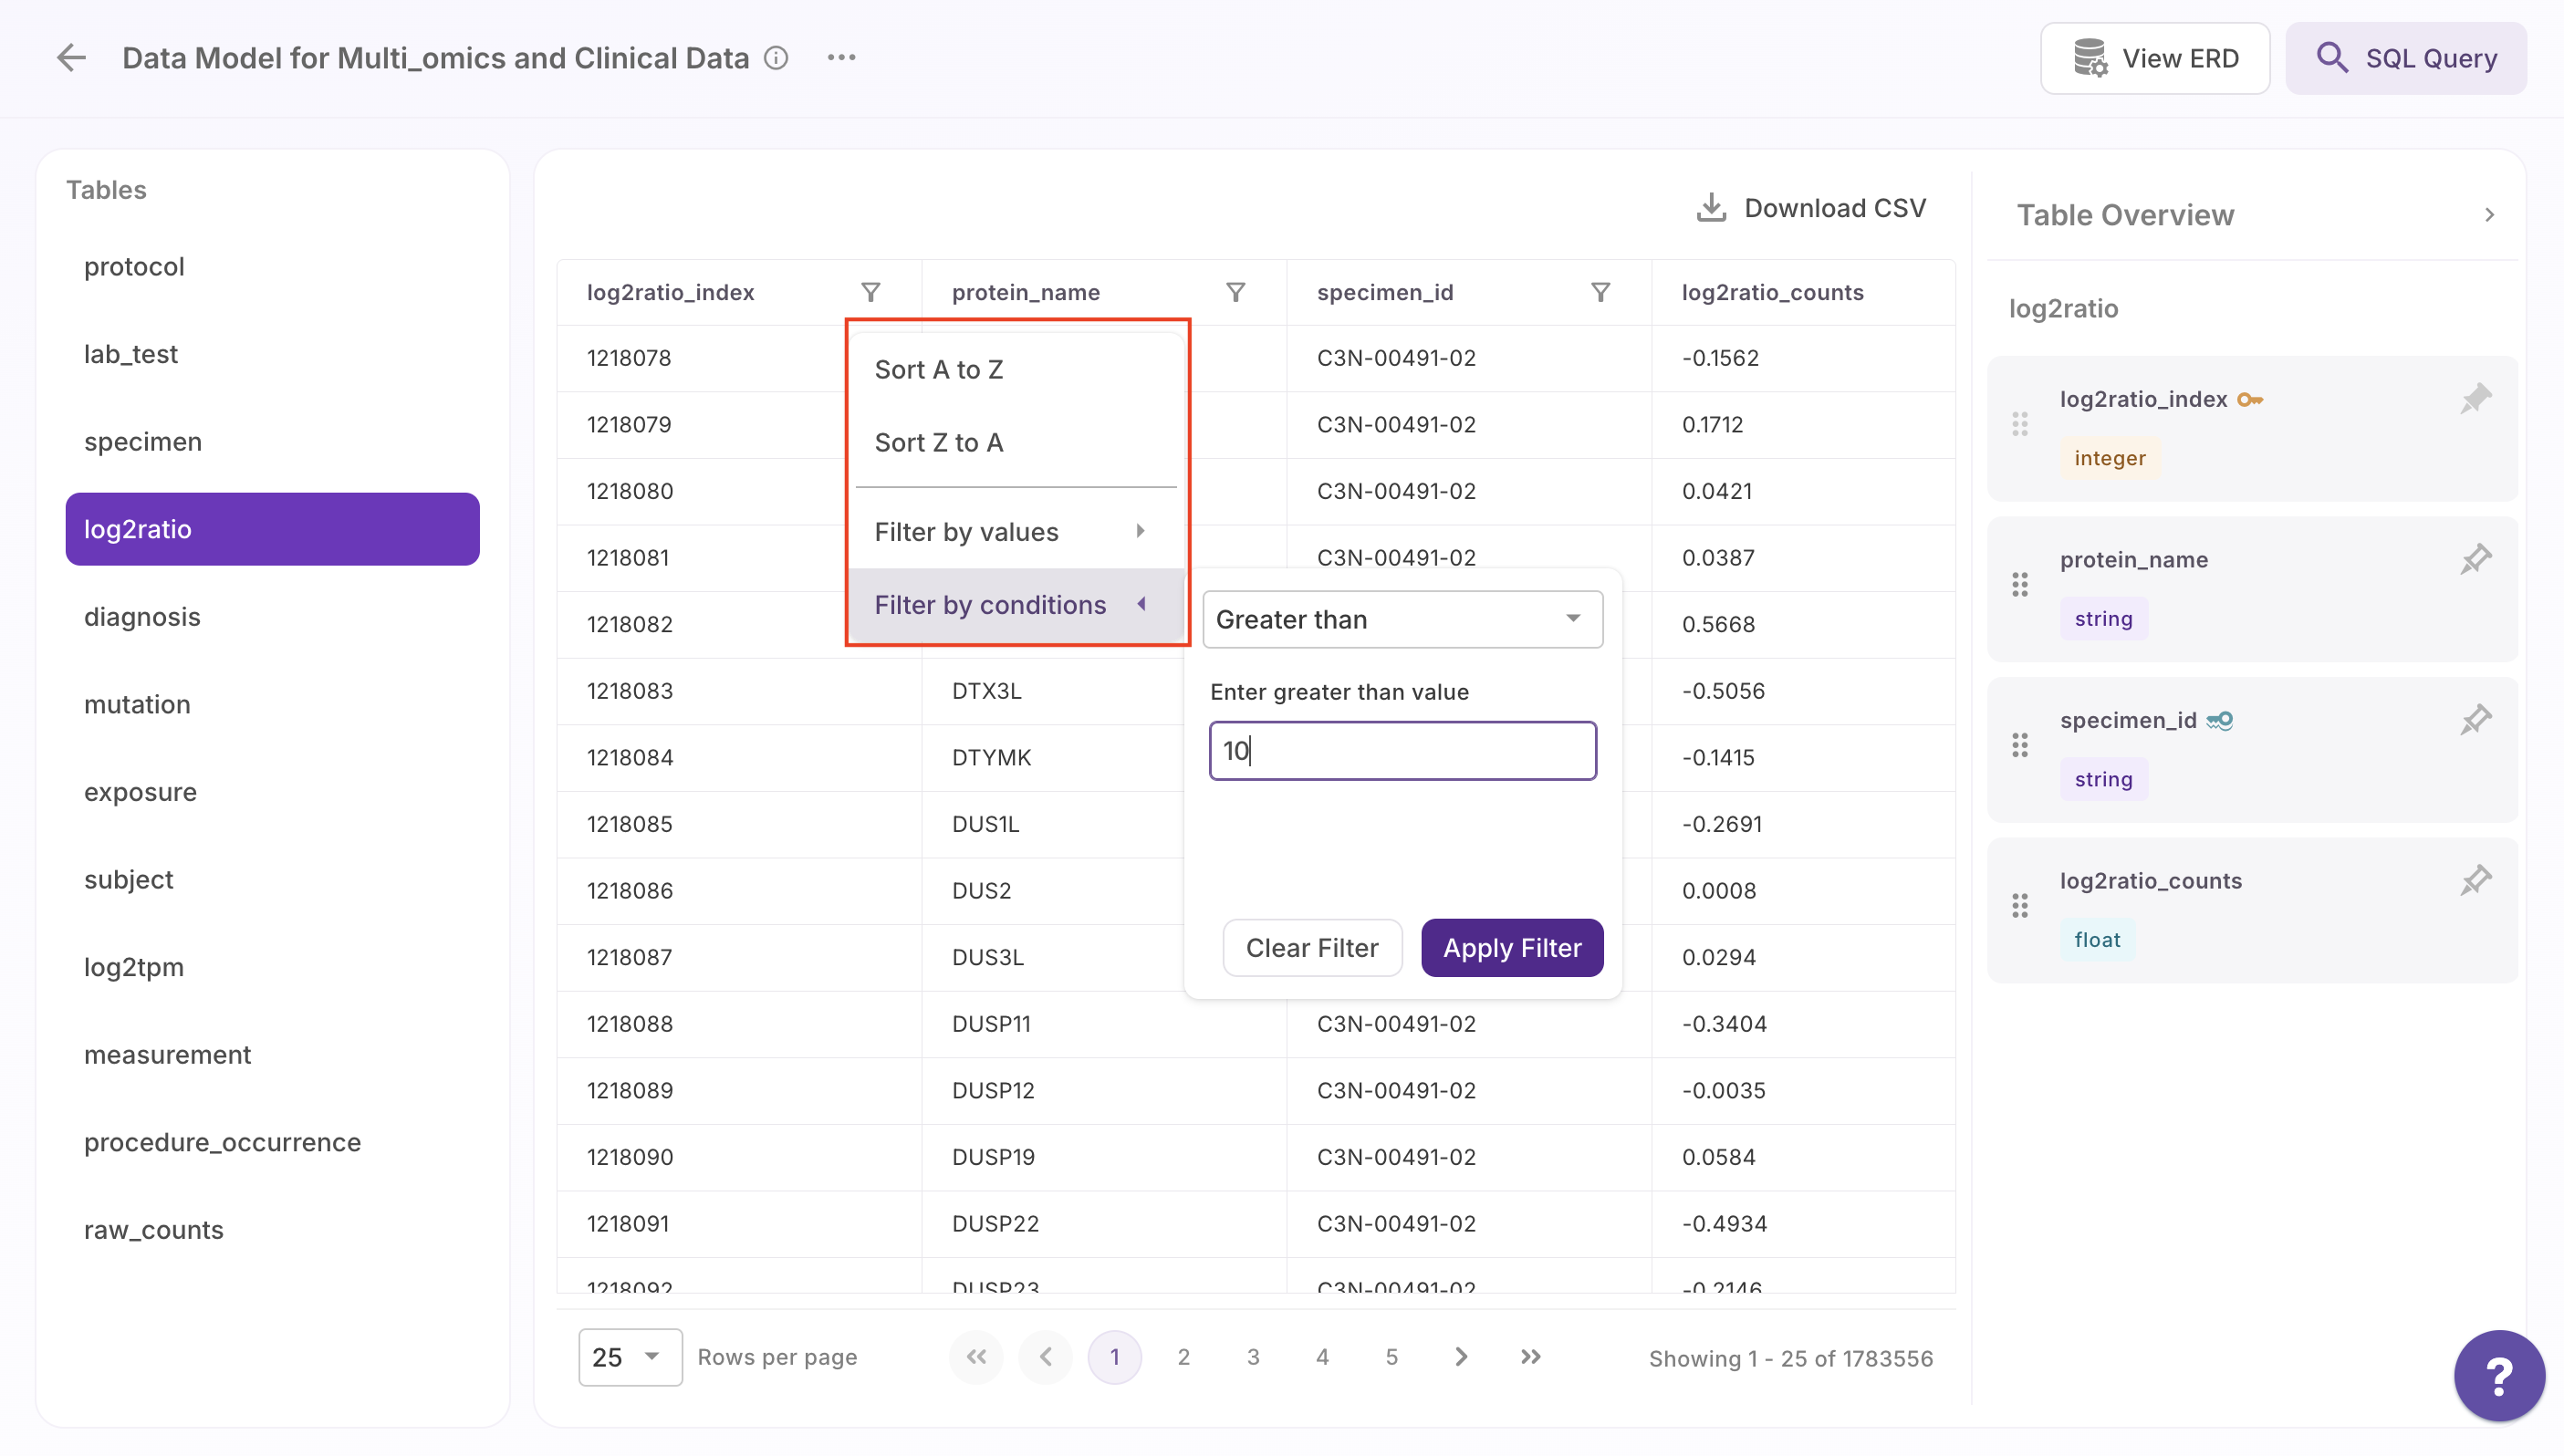 Data Model for Multi_omics and Clinical Data
View ERD
SQL Query
Tables
protocol
lab_test
specimen
log2ratio
diagnosis
mutation
exposure
subject
log2tpm
measurement
procedure_occurrence
raw_counts
Download CSV
log2ratio_index protein_name specimen_id log2ratio_counts
1218078 C3N-00491-02 -0.1562
1218079 C3N-00491-02 0.1712
1218080 C3N-00491-02 0.0421
1218081 C3N-00491-02 0.0387
1218082 0.5668
1218083 DTX3L -0.5056
1218084 DTYMK -0.1415
1218085 DUS1L -0.2691
1218086 DUS2 0.0008
1218087 DUS3L 0.0294
1218088 DUSP11 C3N-00491-02 -0.3404
1218089 DUSP12 C3N-00491-02 -0.0035
1218090 DUSP19 C3N-00491-02 0.0584
1218091 DUSP22 C3N-00491-02 -0.4934
1218092 DUSP23 C3N-00491-02 -0.2146
Sort A to Z
Sort Z to A
Filter by values
Filter by conditions
Greater than
Enter greater than value
10
Clear Filter
Apply Filter
25 Rows per page
1 2 3 4 5
Showing 1 - 25 of 1783556
Table Overview
log2ratio
log2ratio_index
integer
protein_name
string
specimen_id
string
log2ratio_counts
float
?